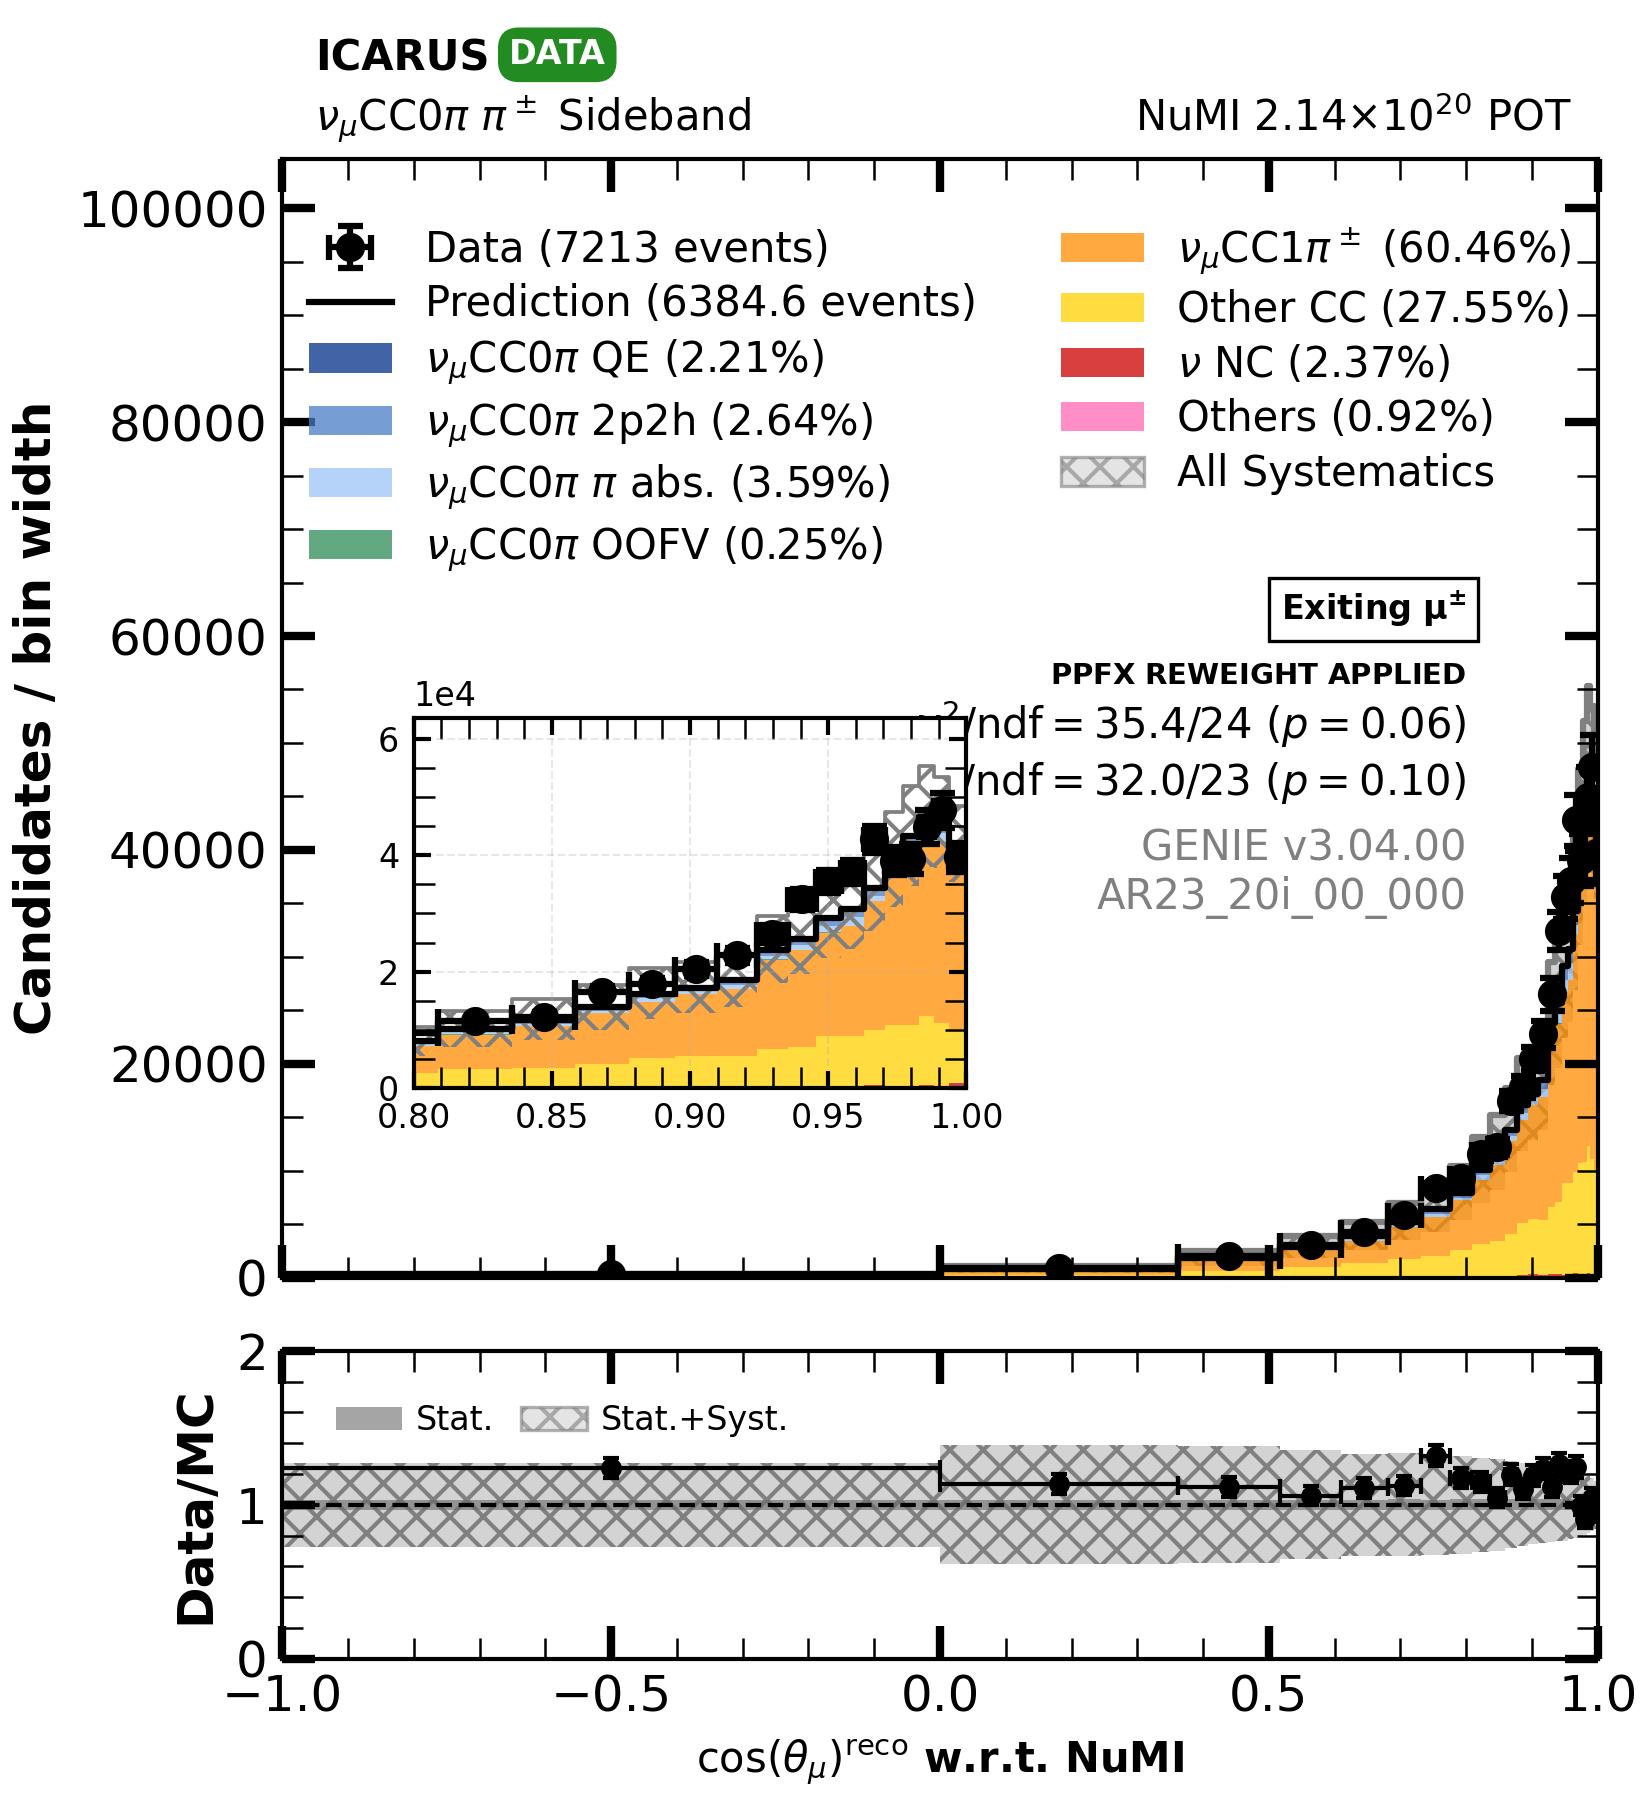 ICARUS DATA
νμCC0π π± Sideband
NuMI 2.14×10²⁰ POT
Candidates / bin width
100000
80000
60000
40000
20000
0
Data (7213 events)
Prediction (6384.6 events)
νμCC0π QE (2.21%)
νμCC0π 2p2h (2.64%)
νμCC0π π abs. (3.59%)
νμCC0π OOFV (0.25%)
νμCC1π± (60.46%)
Other CC (27.55%)
ν NC (2.37%)
Others (0.92%)
All Systematics
Exiting μ±
PPFX REWEIGHT APPLIED
/ndf = 35.4/24 (p = 0.06)
/ndf = 32.0/23 (p = 0.10)
GENIE v3.04.00
AR23_20i_00_000
1e4
6
4
2
0
0.80 0.85 0.90 0.95 1.00
Data/MC
2
1
0
Stat. Stat.+Syst.
−1.0 −0.5 0.0 0.5 1.0
cos(θμ)ʳᵉᶜᵒ w.r.t. NuMI